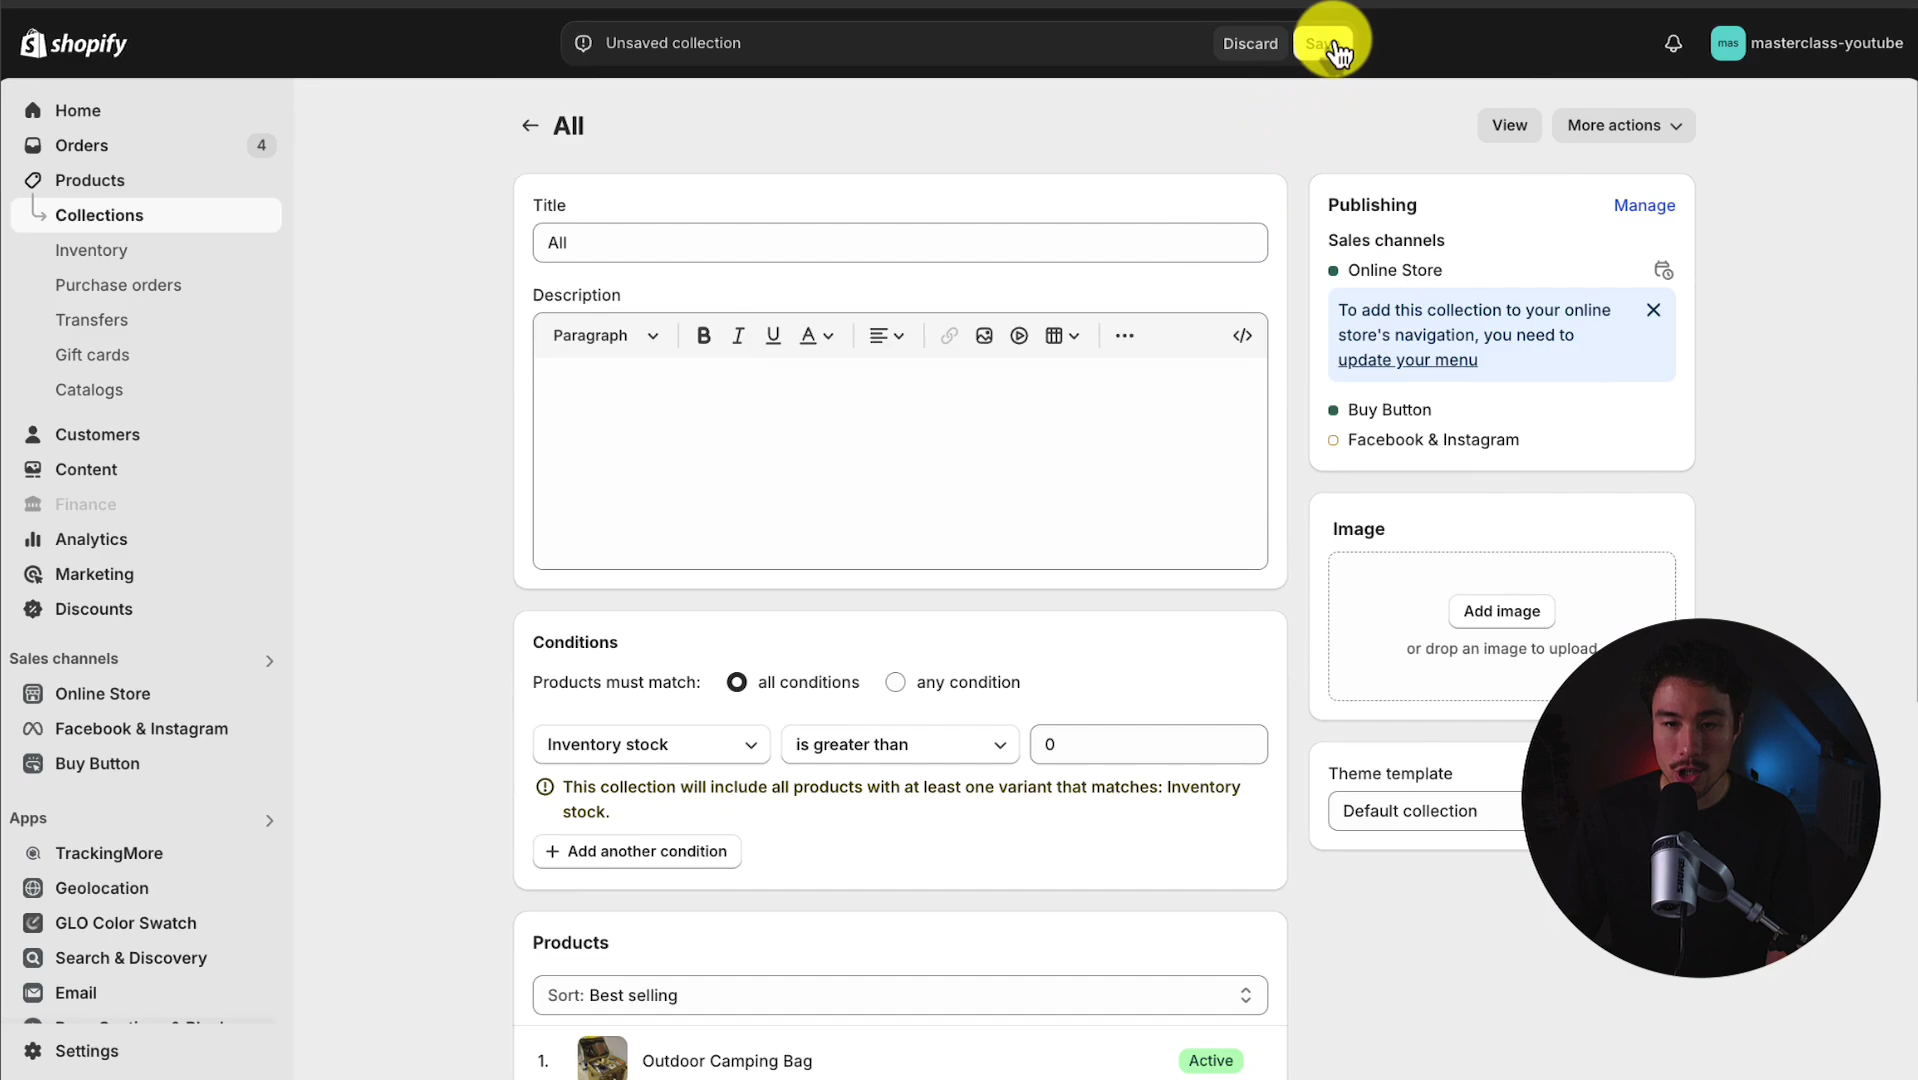 shopify
Unsaved collection
Discard
mas
masterclass-youtube
Home
Orders
4
Products
Collections
Inventory
Purchase orders
Transfers
Gift cards
Catalogs
Customers
Content
Finance
Analytics
Marketing
Discounts
Sales channels
Online Store
Facebook & Instagram
Buy Button
Apps
TrackingMore
Geolocation
GLO Color Swatch
Search & Discovery
Email
Settings
All
View
More actions
Title
All
Description
Paragraph
Conditions
Products must match:
all conditions
any condition
Inventory stock
is greater than
0
This collection will include all products with at least one variant that matches: Inventory
stock.
Add another condition
Products
Sort: Best selling
1.
Outdoor Camping Bag
Active
Publishing
Manage
Sales channels
Online Store
To add this collection to your online
store's navigation, you need to
update your menu
Buy Button
Facebook & Instagram
Image
Add image
or drop an image to upload
Theme template
Default collection